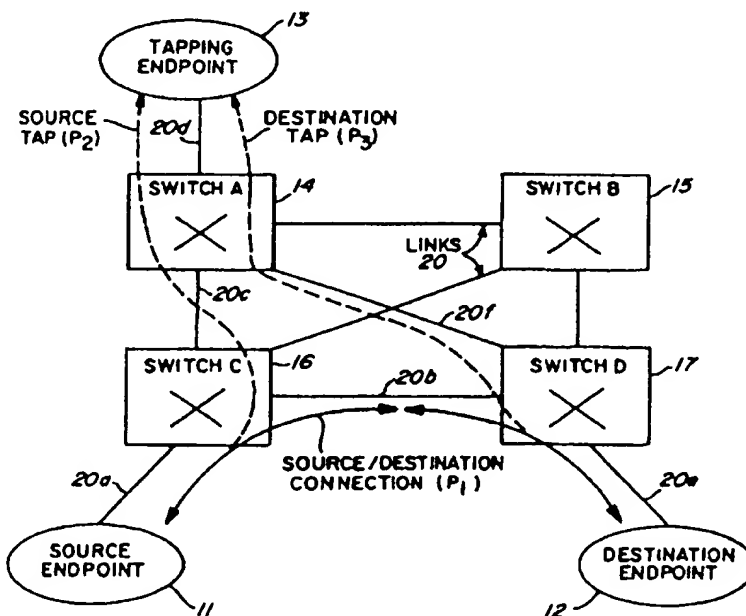 13
TAPPING
ENDPOINT
SOURCE
TAP (P2)
20d
DESTINATION
TAP (P3)
SWITCH A
14
SWITCH B
15
LINKS
20
20c
20f
SWITCH C
16
SWITCH D
17
20b
SOURCE/DESTINATION
CONNECTION (P1)
20a
20e
SOURCE
ENDPOINT
11
DESTINATION
ENDPOINT
12